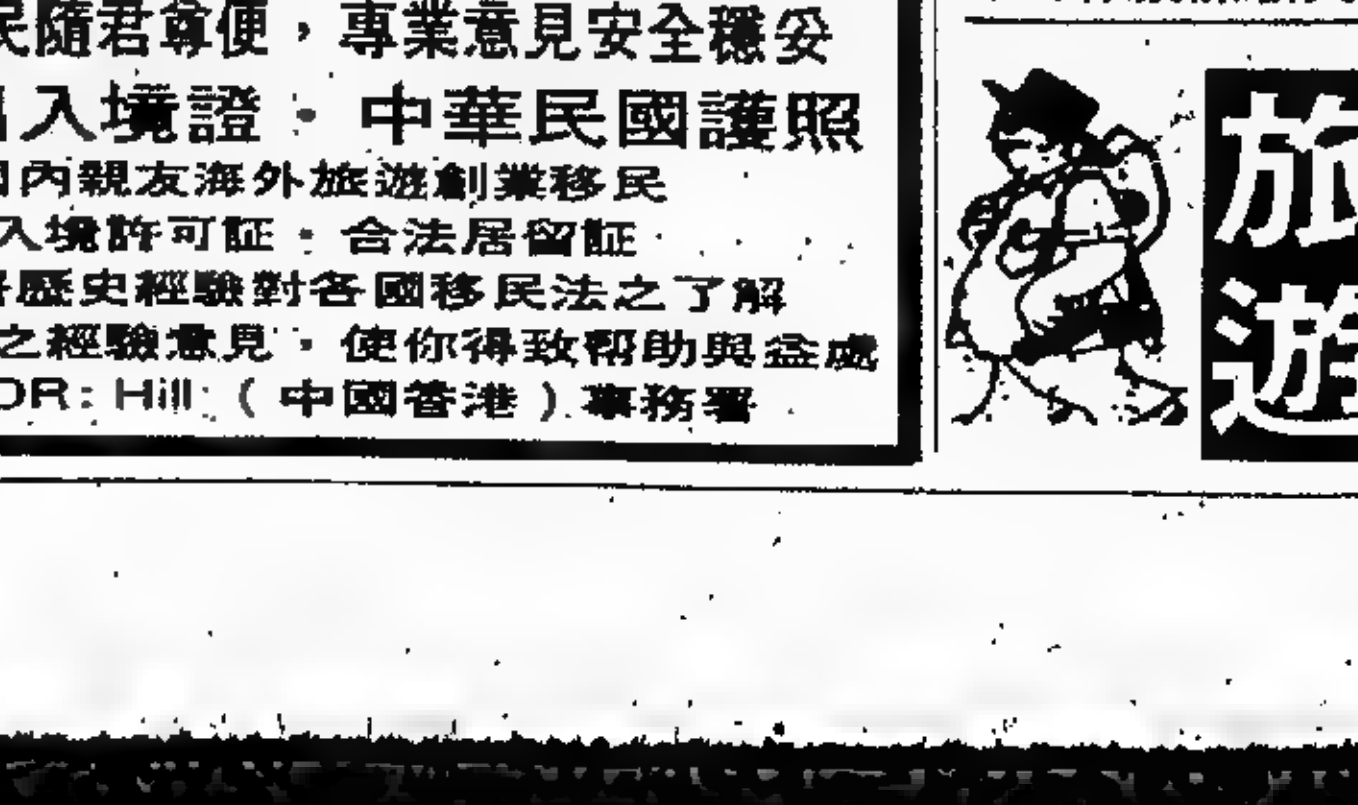 民隨君尊便，專業意見安全穩妥
入境證·中華民國護照
內親友海外旅遊創業移民
入境許可証·合法居留証
歷史經驗對各國移民法之了解
之經驗意見·使你得致幫助與益處
DR: Hill (中國香港) 事務署
旅
遊